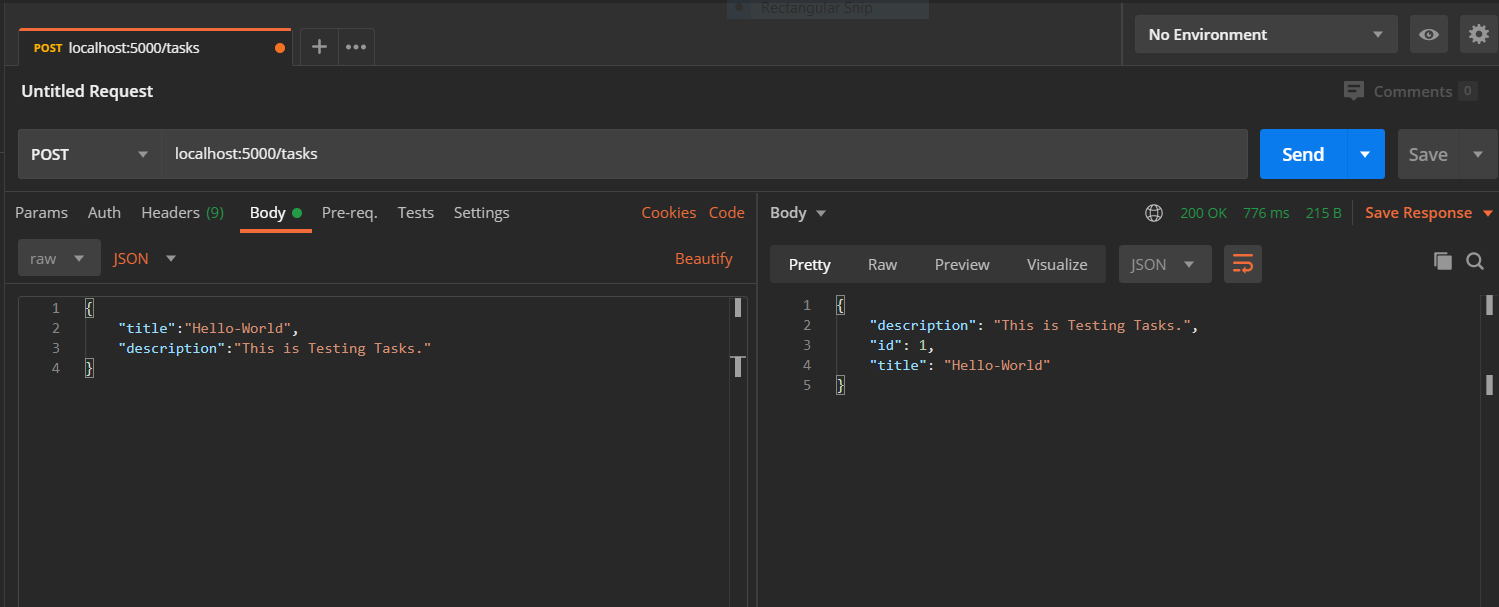 Rectangular Snip
POST localhost:5000/tasks
No Environment
Untitled Request
Comments 0
POST localhost:5000/tasks Send Save
Params Auth Headers (9) Body Pre-req. Tests Settings Cookies Code
raw JSON Beautify
1 {
2 "title":"Hello-World",
3 "description":"This is Testing Tasks."
4 }
Body 200 OK 776 ms 215 B Save Response
Pretty Raw Preview Visualize JSON
1 {
2 "description": "This is Testing Tasks.",
3 "id": 1,
4 "title": "Hello-World"
5 }